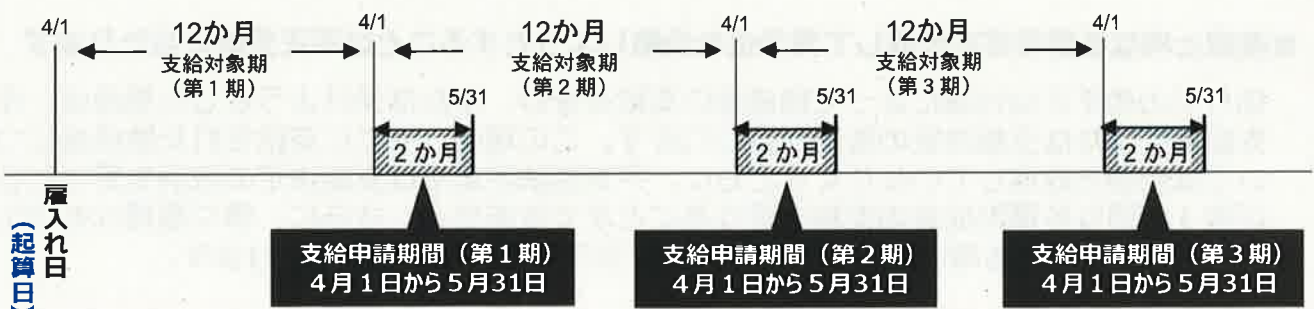 4/1
12か月
支給対象期
(第1期)
4/1
12か月
支給対象期
(第2期)
4/1
12か月
支給対象期
(第3期)
4/1
5/31
5/31
5/31
2か月
2か月
2か月
雇入れ日
(起算日)
支給申請期間(第1期)
4月1日から5月31日
支給申請期間(第2期)
4月1日から5月31日
支給申請期間(第3期)
4月1日から5月31日